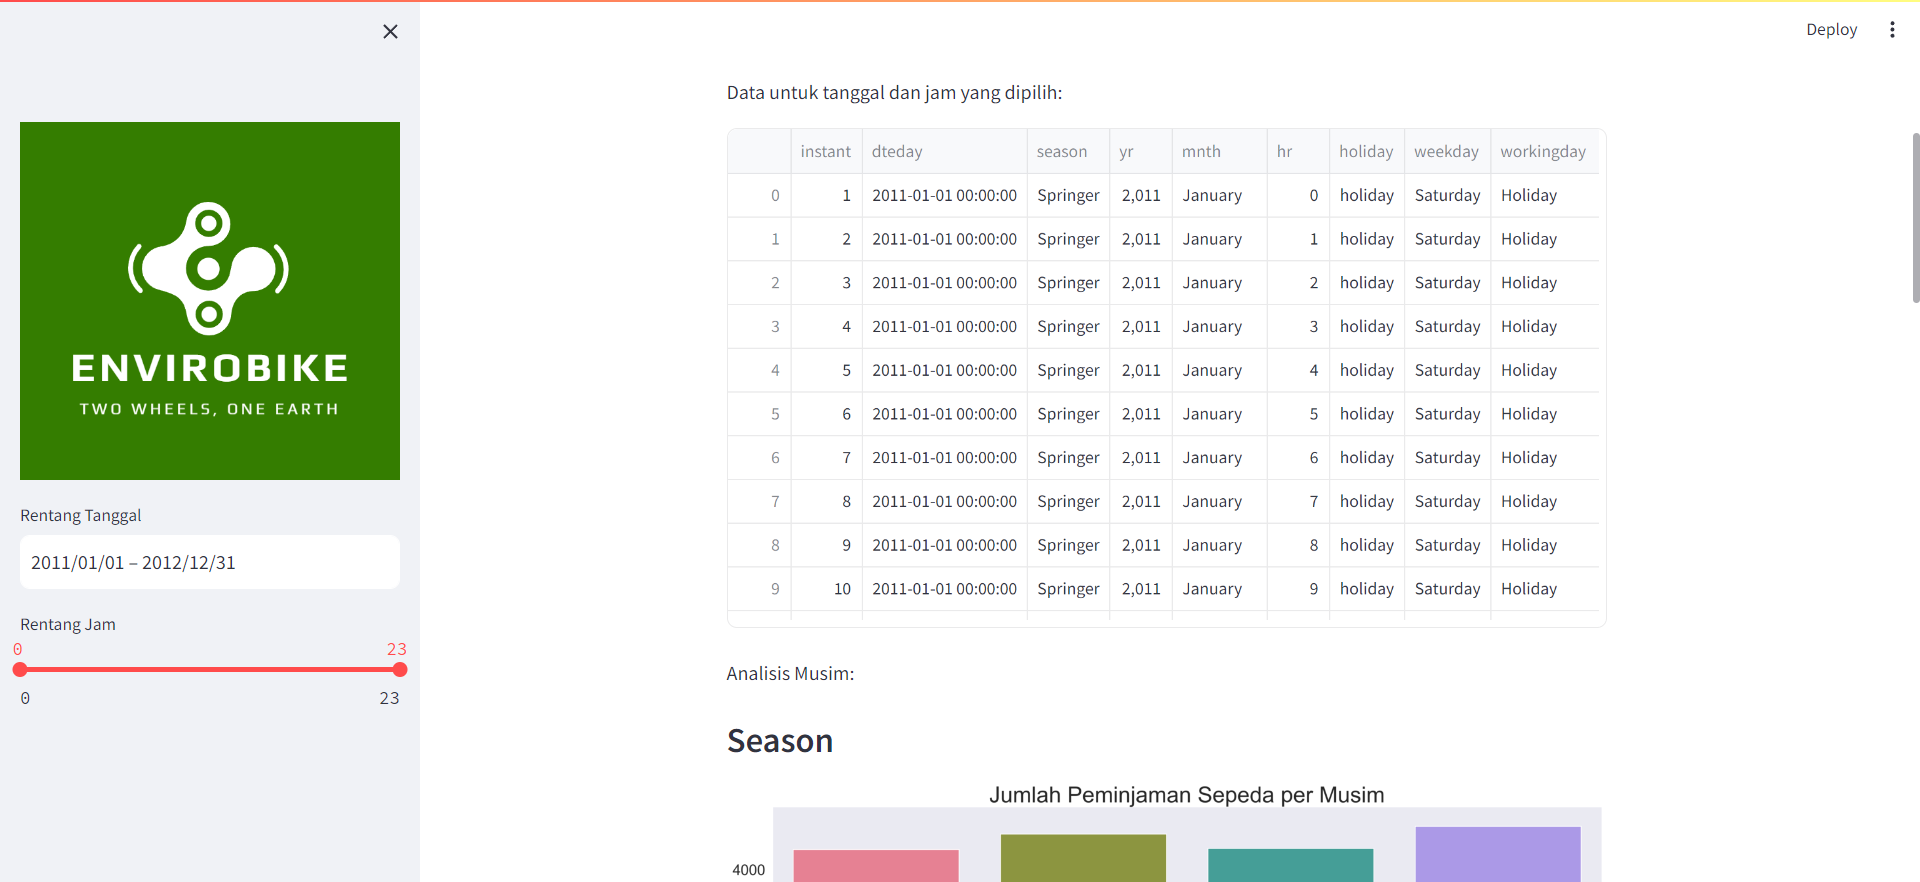 Deploy
ENVIROBIKE
TWO WHEELS, ONE EARTH
Rentang Tanggal
2011/01/01 – 2012/12/31
Rentang Jam
0 23
0 23
Data untuk tanggal dan jam yang dipilih:
instant dteday season yr mnth hr holiday weekday workingday
0 1 2011-01-01 00:00:00 Springer 2,011 January 0 holiday Saturday Holiday
1 2 2011-01-01 00:00:00 Springer 2,011 January 1 holiday Saturday Holiday
2 3 2011-01-01 00:00:00 Springer 2,011 January 2 holiday Saturday Holiday
3 4 2011-01-01 00:00:00 Springer 2,011 January 3 holiday Saturday Holiday
4 5 2011-01-01 00:00:00 Springer 2,011 January 4 holiday Saturday Holiday
5 6 2011-01-01 00:00:00 Springer 2,011 January 5 holiday Saturday Holiday
6 7 2011-01-01 00:00:00 Springer 2,011 January 6 holiday Saturday Holiday
7 8 2011-01-01 00:00:00 Springer 2,011 January 7 holiday Saturday Holiday
8 9 2011-01-01 00:00:00 Springer 2,011 January 8 holiday Saturday Holiday
9 10 2011-01-01 00:00:00 Springer 2,011 January 9 holiday Saturday Holiday
Analisis Musim:
Season
Jumlah Peminjaman Sepeda per Musim
4000